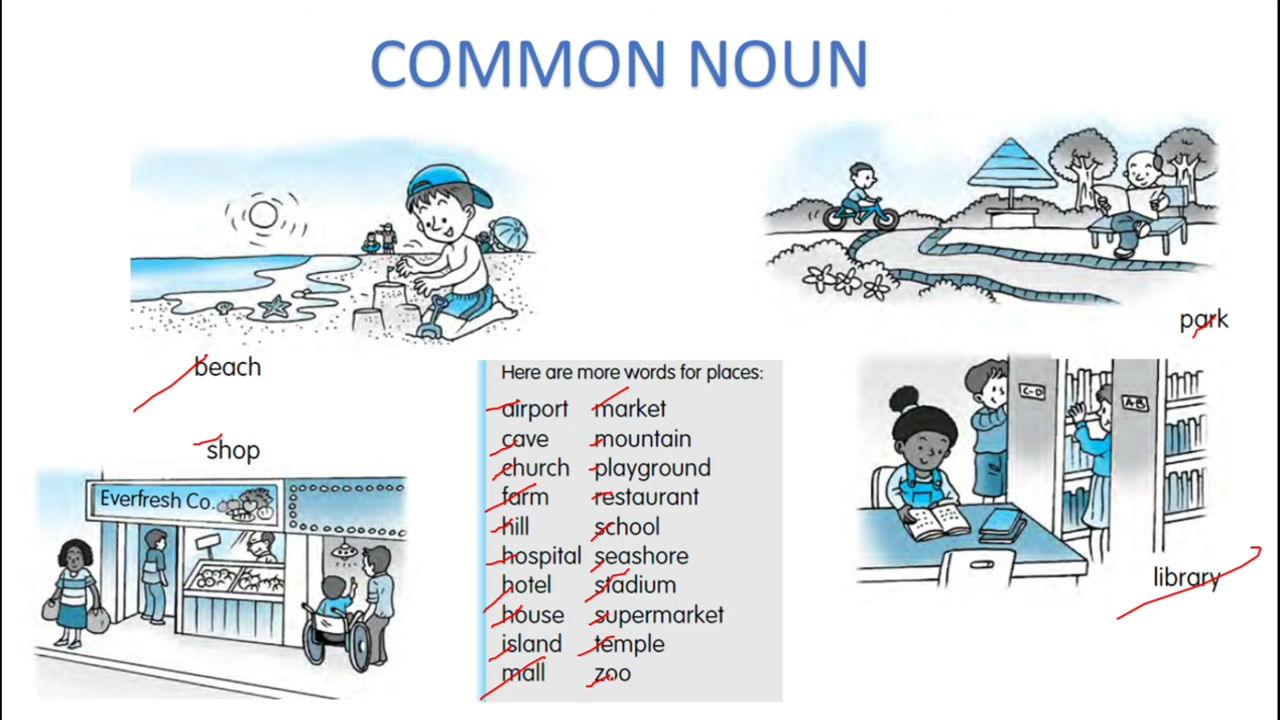 COMMON NOUN
park
beach
shop
Everfresh Co.
Here are more words for places:
airport market
cave mountain
church playground
farm restaurant
hill school
hospital seashore
hotel stadium
house supermarket
island temple
mall zoo
C-D
A-B
library